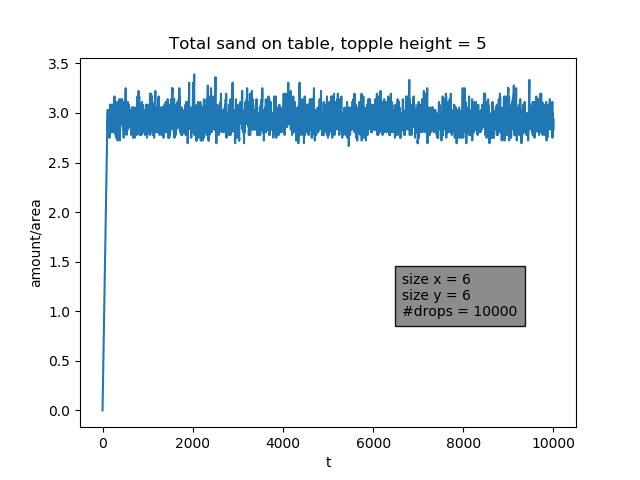 Total sand on table, topple height = 5
3.5
3.0
2.5
2.0
1.5
1.0
0.5
0.0
amount/area
size x = 6
size y = 6
#drops = 10000
0 2000 4000 6000 8000 10000
t